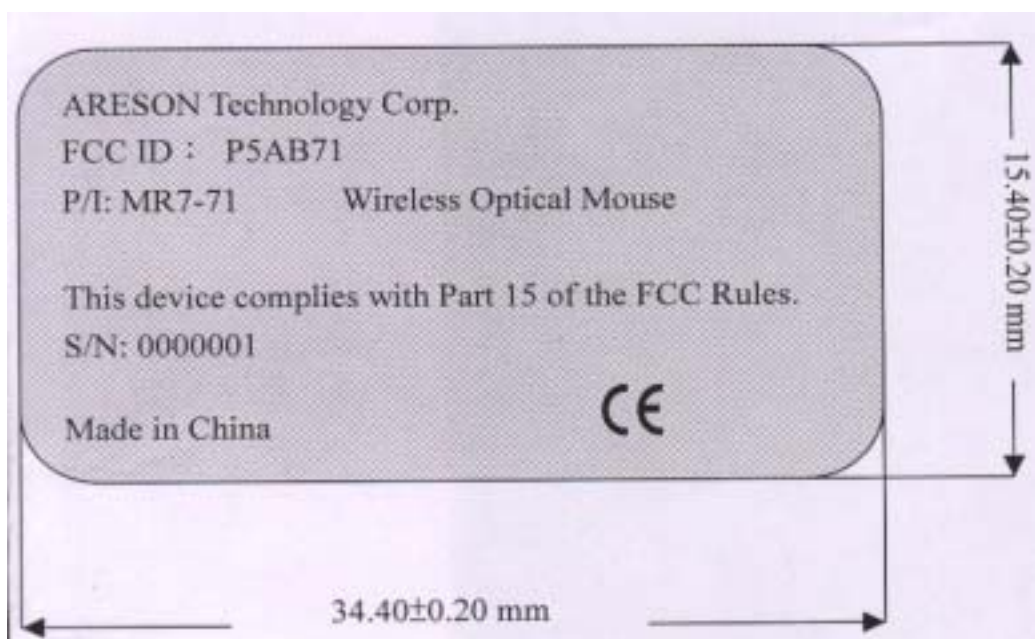 ARESON Technology Corp.
FCC ID : P5AB71
P/I: MR7-71 Wireless Optical Mouse
This device complies with Part 15 of the FCC Rules.
S/N: 0000001
Made in China CE
15.40±0.20 mm
34.40±0.20 mm